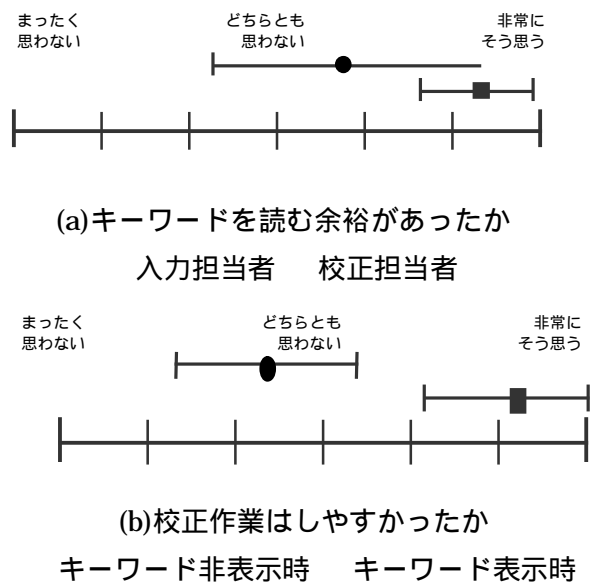 まったく
思わない
どちらとも
思わない
非常に
そう思う
(a)キーワードを読む余裕があったか
入力担当者 校正担当者
まったく
思わない
どちらとも
思わない
非常に
そう思う
(b)校正作業はしやすかったか
キーワード非表示時 キーワード表示時